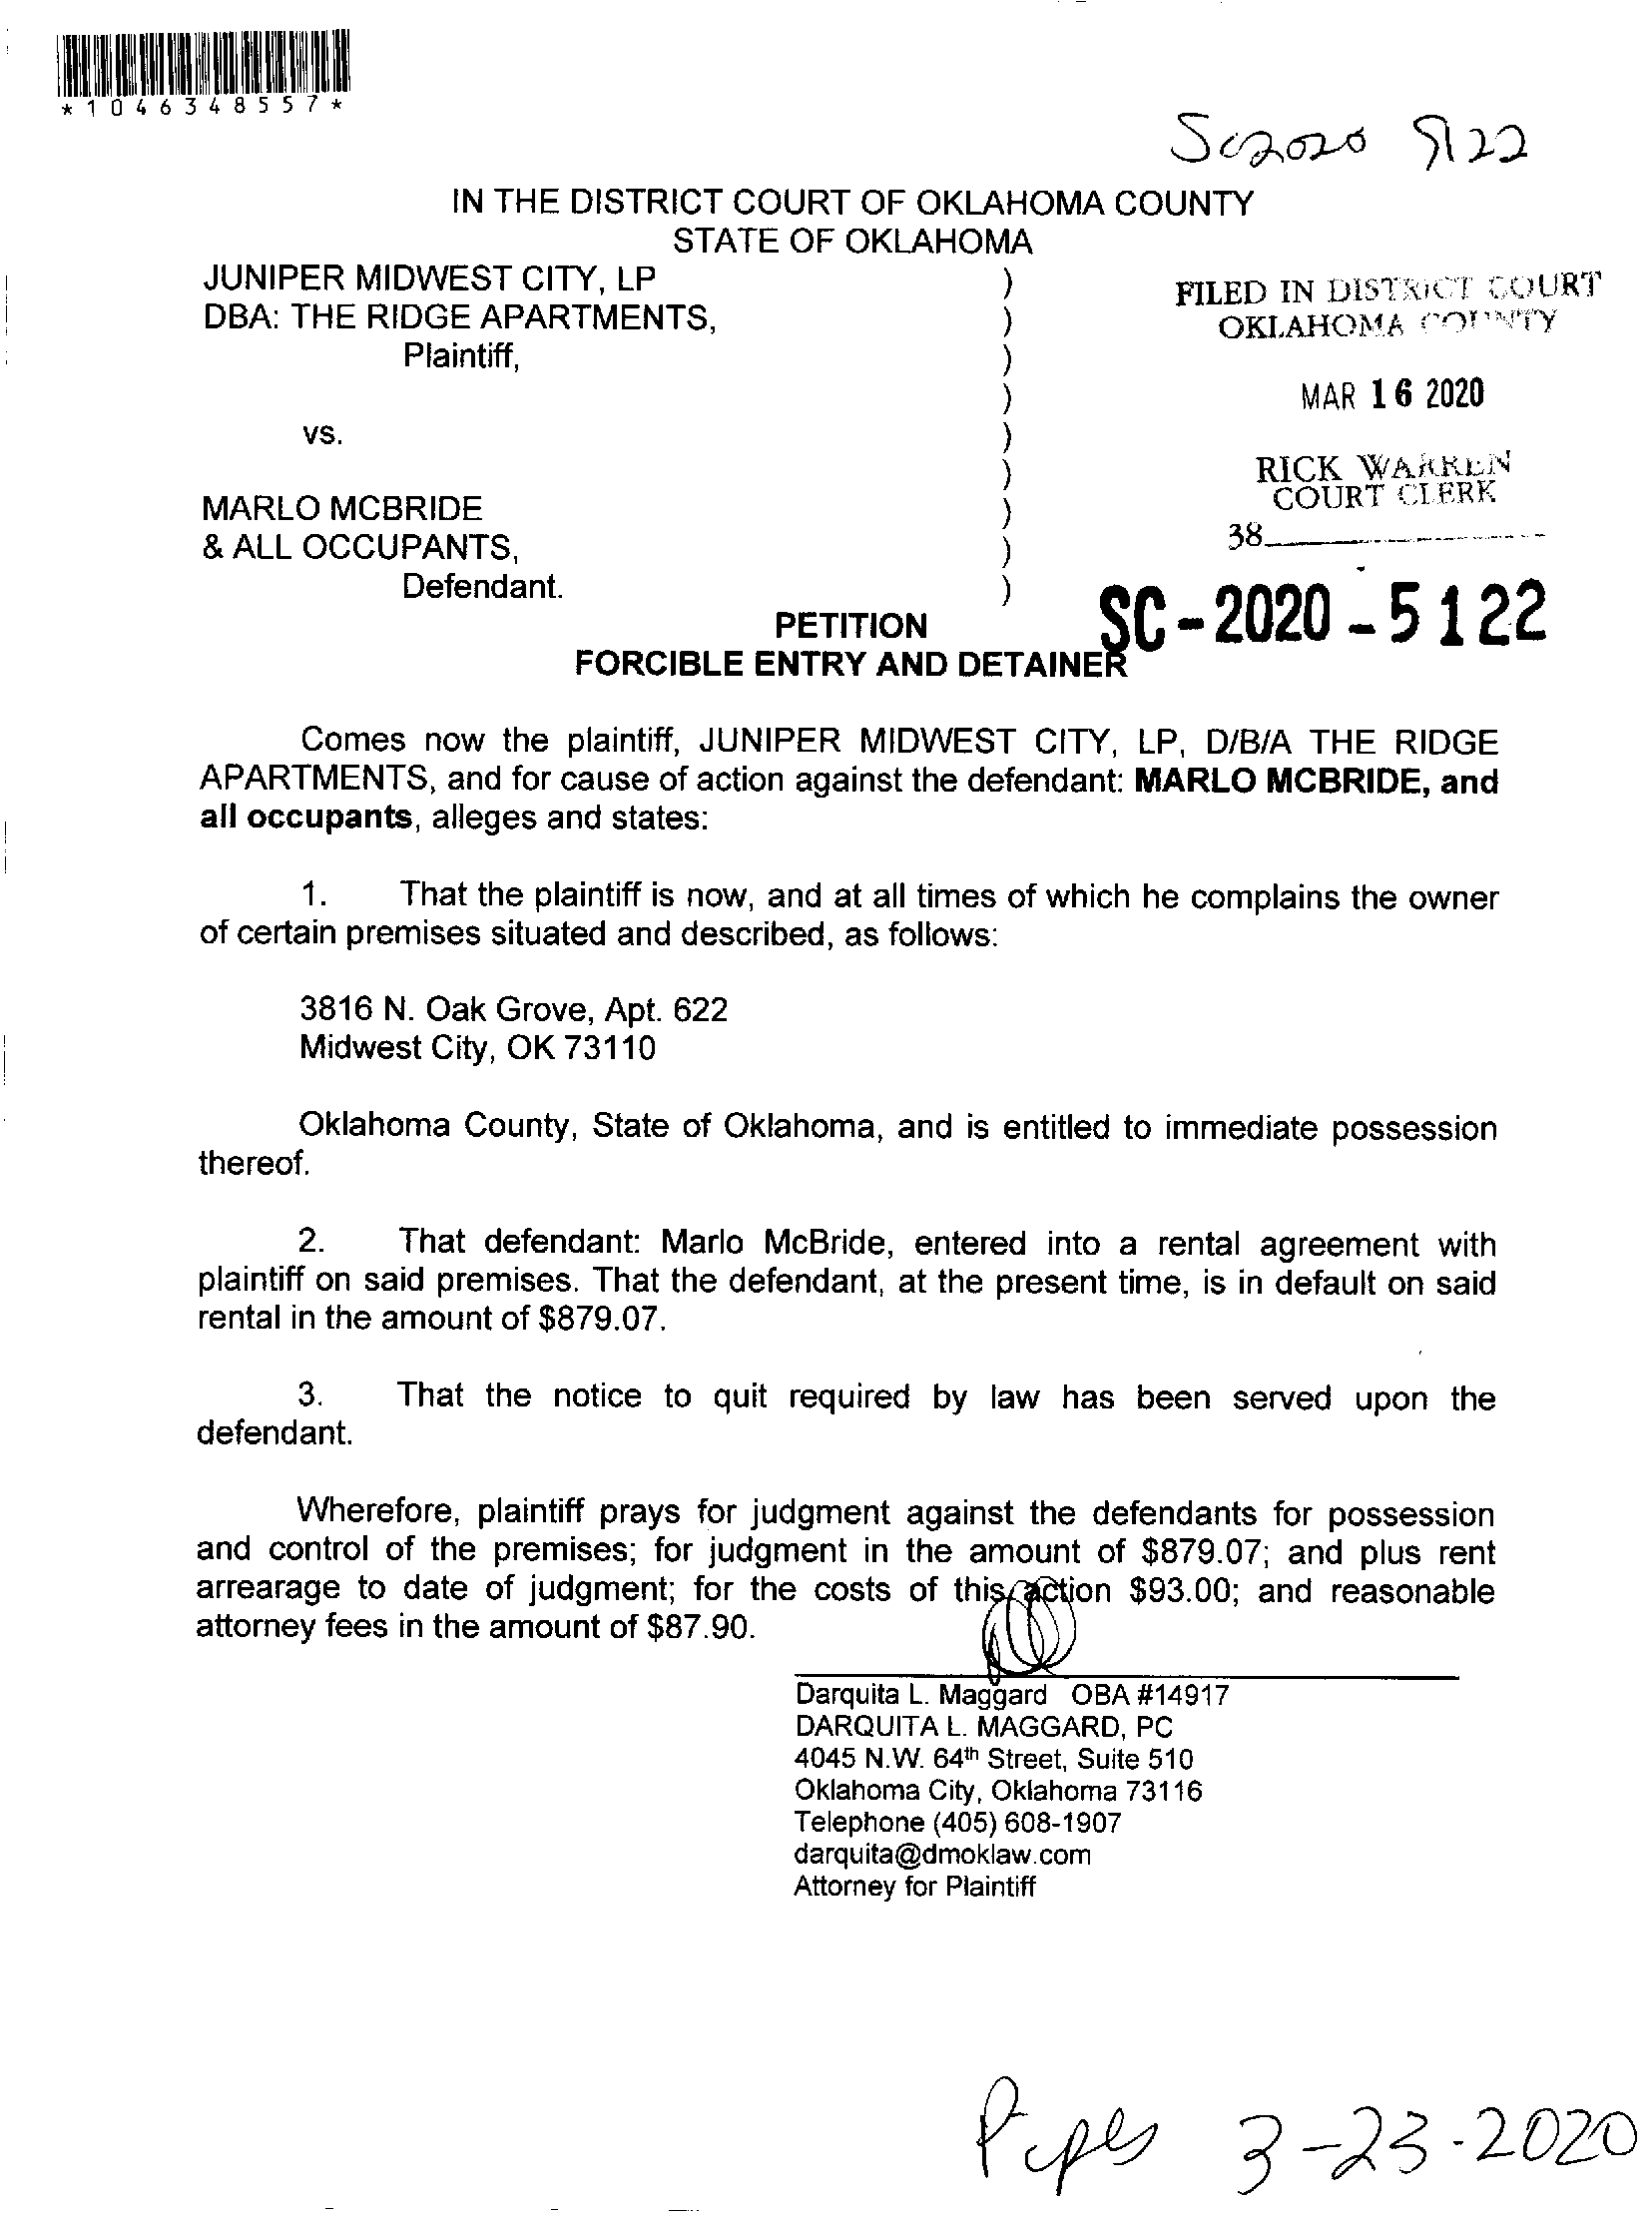 *1046348557*
Sc2020 5122
IN THE DISTRICT COURT OF OKLAHOMA COUNTY
STATE OF OKLAHOMA
JUNIPER MIDWEST CITY, LP )
DBA: THE RIDGE APARTMENTS, )
Plaintiff, )
)
vs. )
)
MARLO MCBRIDE )
& ALL OCCUPANTS, )
Defendant. )
FILED IN DISTRICT COURT
OKLAHOMA COUNTY
MAR 16 2020
RICK WARREN
COURT CLERK
38
SC-2020-5122
PETITION
FORCIBLE ENTRY AND DETAINER
Comes now the plaintiff, JUNIPER MIDWEST CITY, LP, D/B/A THE RIDGE
APARTMENTS, and for cause of action against the defendant: MARLO MCBRIDE, and
all occupants, alleges and states:
1. That the plaintiff is now, and at all times of which he complains the owner
of certain premises situated and described, as follows:
3816 N. Oak Grove, Apt. 622
Midwest City, OK 73110
Oklahoma County, State of Oklahoma, and is entitled to immediate possession
thereof.
2. That defendant: Marlo McBride, entered into a rental agreement with
plaintiff on said premises. That the defendant, at the present time, is in default on said
rental in the amount of $879.07.
3. That the notice to quit required by law has been served upon the
defendant.
Wherefore, plaintiff prays for judgment against the defendants for possession
and control of the premises; for judgment in the amount of $879.07; and plus rent
arrearage to date of judgment; for the costs of this action $93.00; and reasonable
attorney fees in the amount of $87.90.
Darquita L. Maggard OBA #14917
DARQUITA L. MAGGARD, PC
4045 N.W. 64th Street, Suite 510
Oklahoma City, Oklahoma 73116
Telephone (405) 608-1907
darquita@dmoklaw.com
Attorney for Plaintiff
3-23-2020